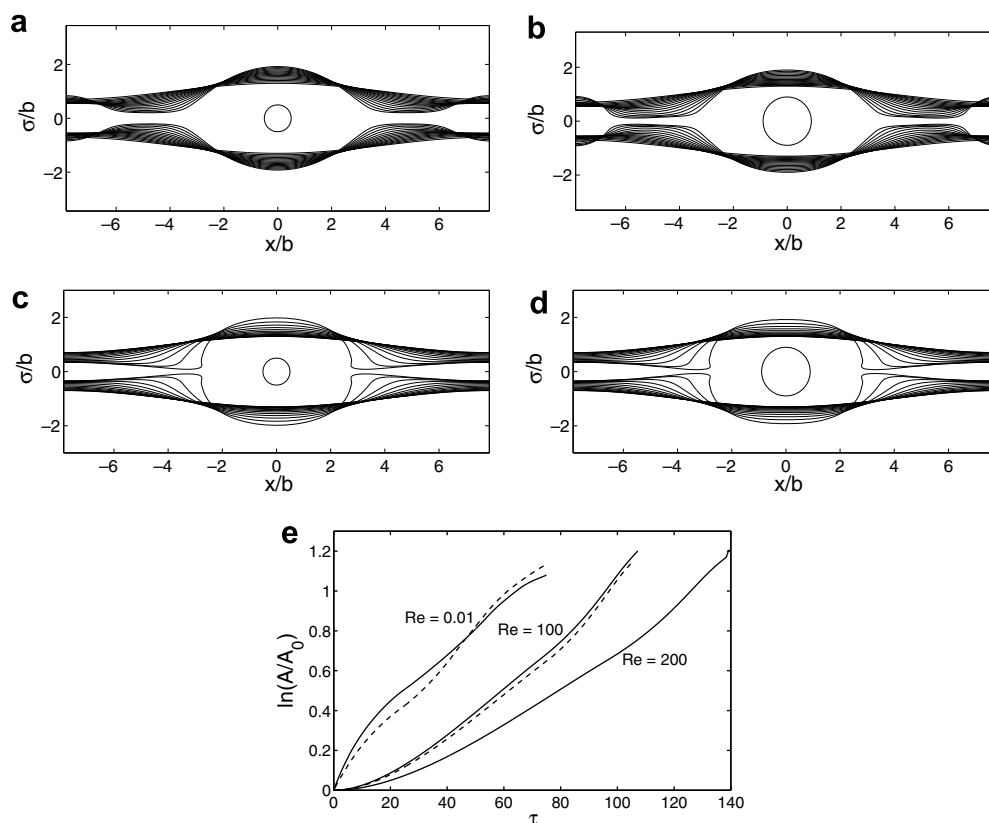 a
σ/b
2
0
−2
−6 −4 −2 0 2 4 6
x/b
b
σ/b
2
0
−2
−6 −4 −2 0 2 4 6
x/b
c
σ/b
2
0
−2
−6 −4 −2 0 2 4 6
x/b
d
σ/b
2
0
−2
−6 −4 −2 0 2 4 6
x/b
e
ln(A/A₀)
1.2
1
0.8
0.6
0.4
0.2
0
Re = 0.01
Re = 100
Re = 200
0 20 40 60 80 100 120 140
τ